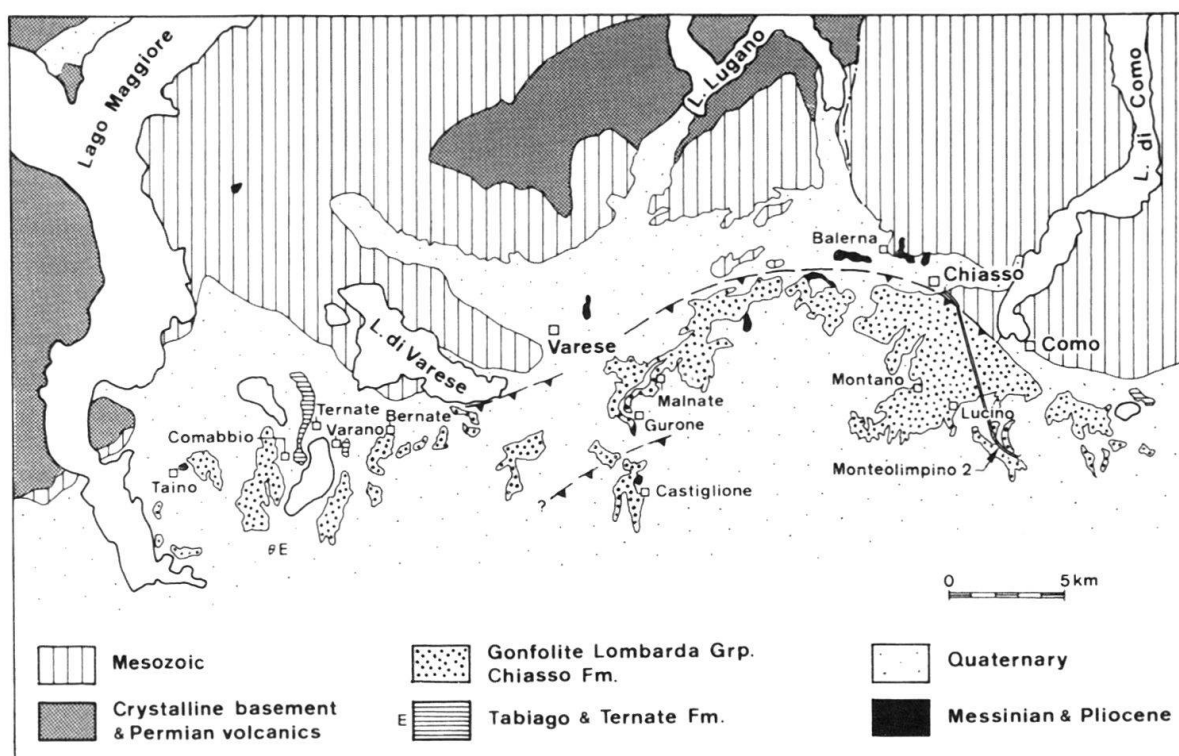 Lago Maggiore
L. Lugano
L. di Como
Balerna
Chiasso
Varese
L. di Varese
Como
Montano
Malnate
Lucino
Gurone
Ternate
Varano
Bernate
Comabbio
Monteolimpino 2
Taino
Castiglione
?
E
0 5 km
Mesozoic
Crystalline basement
& Permian volcanics
Gonfolite Lombarda Grp.
Chiasso Fm.
E Tabiago & Ternate Fm.
Quaternary
Messinian & Pliocene